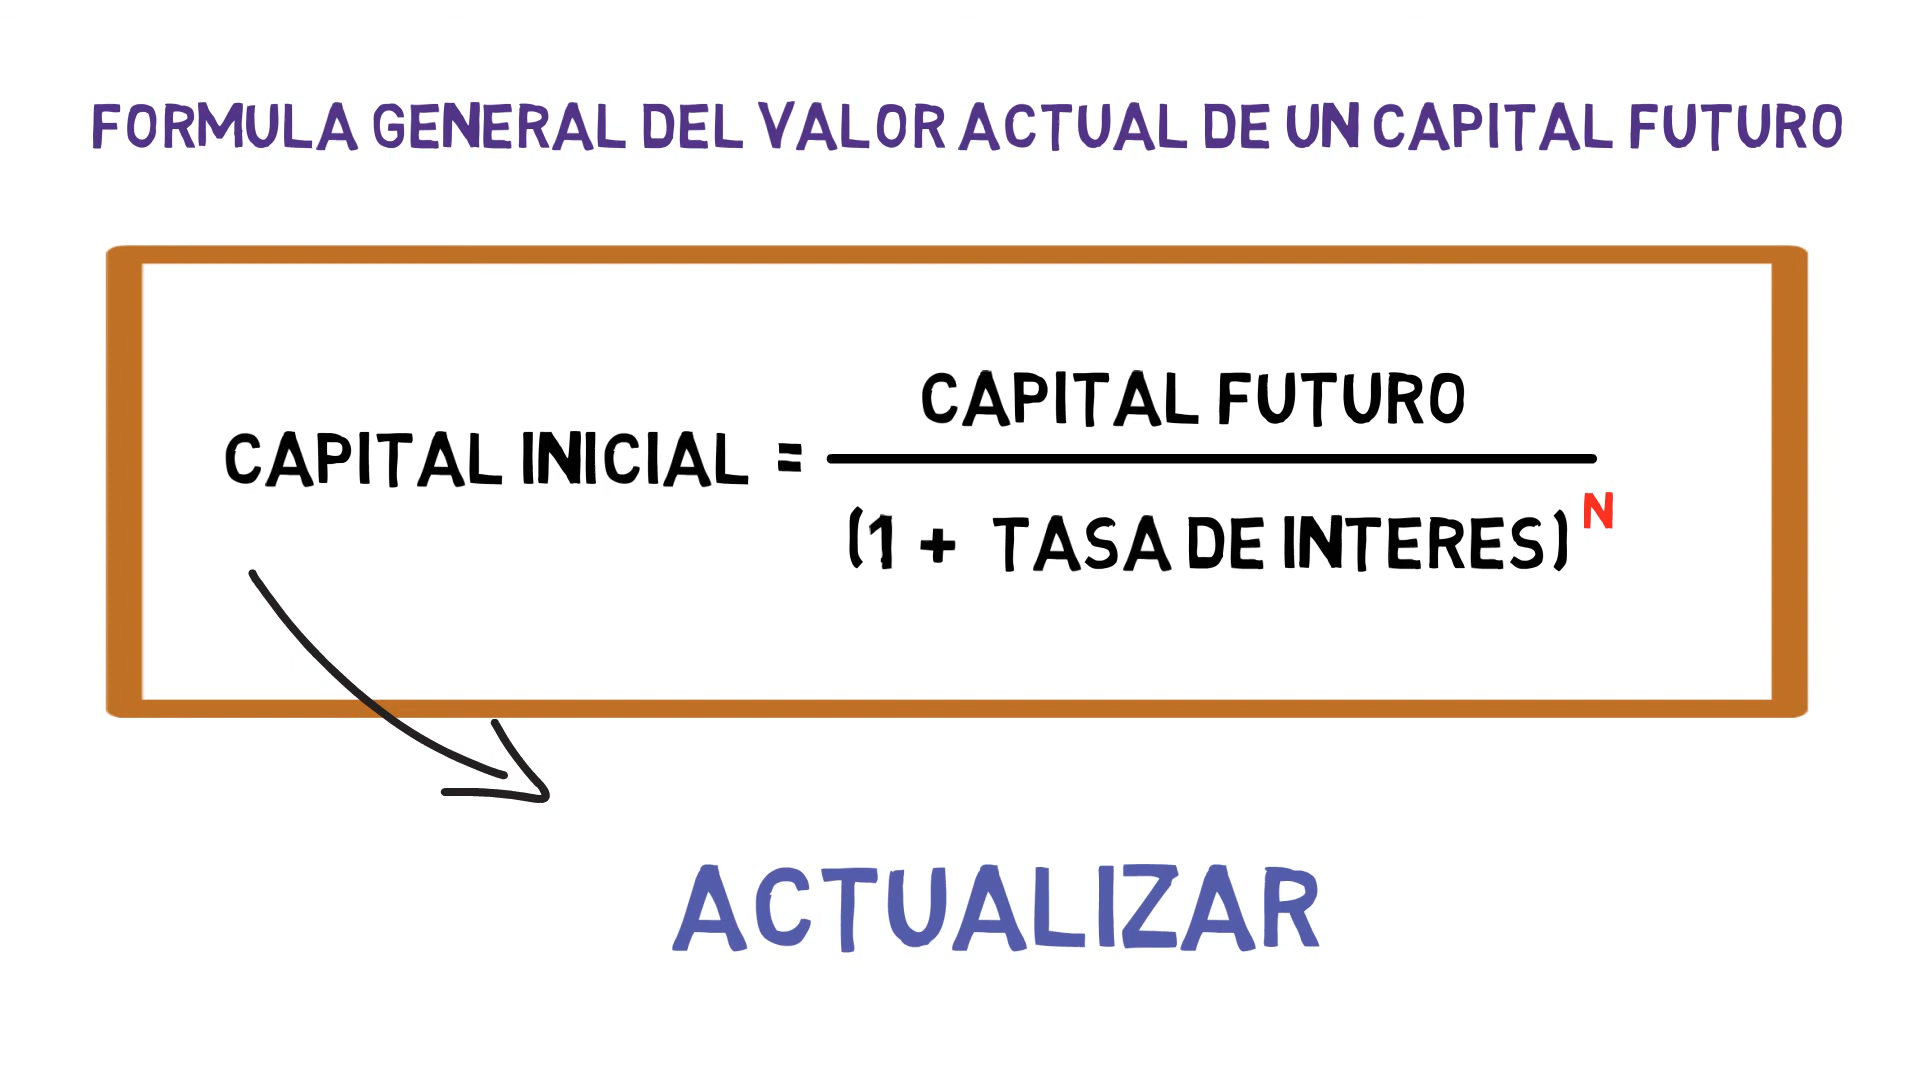 FORMULA GENERAL DEL VALOR ACTUAL DE UN CAPITAL FUTURO
CAPITAL INICIAL =
CAPITAL FUTURO
(1 + TASA DE INTERES)^N
ACTUALIZAR